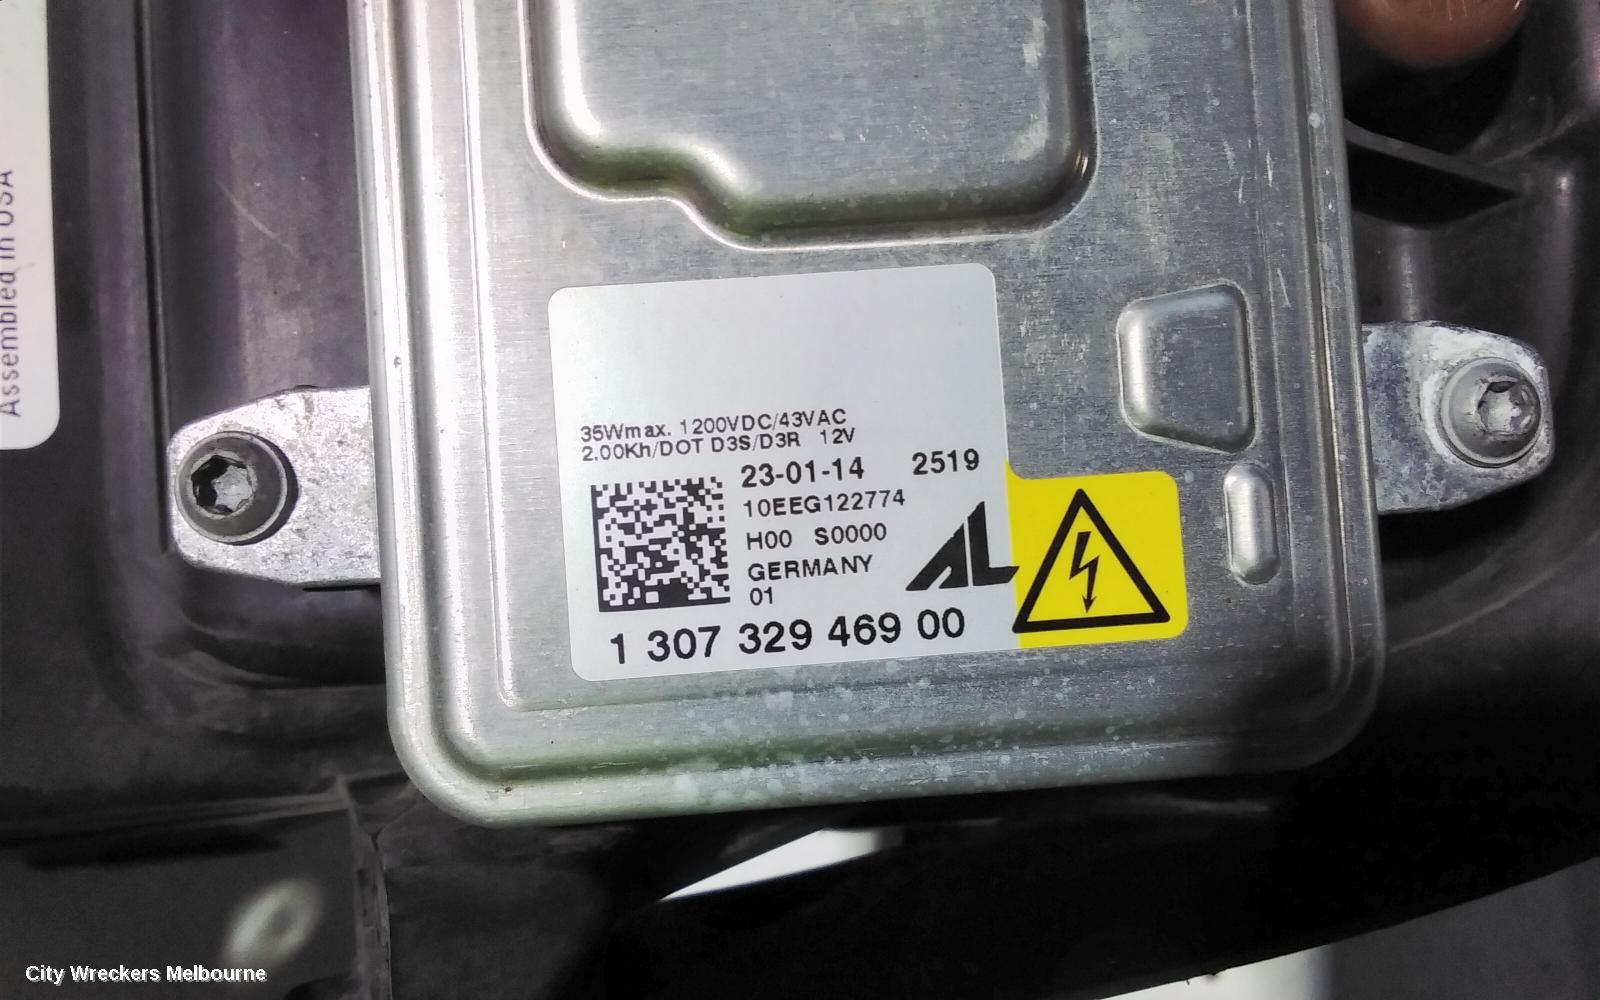 Assembled in USA
35Wmax. 1200VDC/43VAC
2.00Kh/DOT D3S/D3R 12V
23-01-14 2519
10EEG122774
H00 S0000
GERMANY
01
AL
1 307 329 469 00
City Wreckers Melbourne